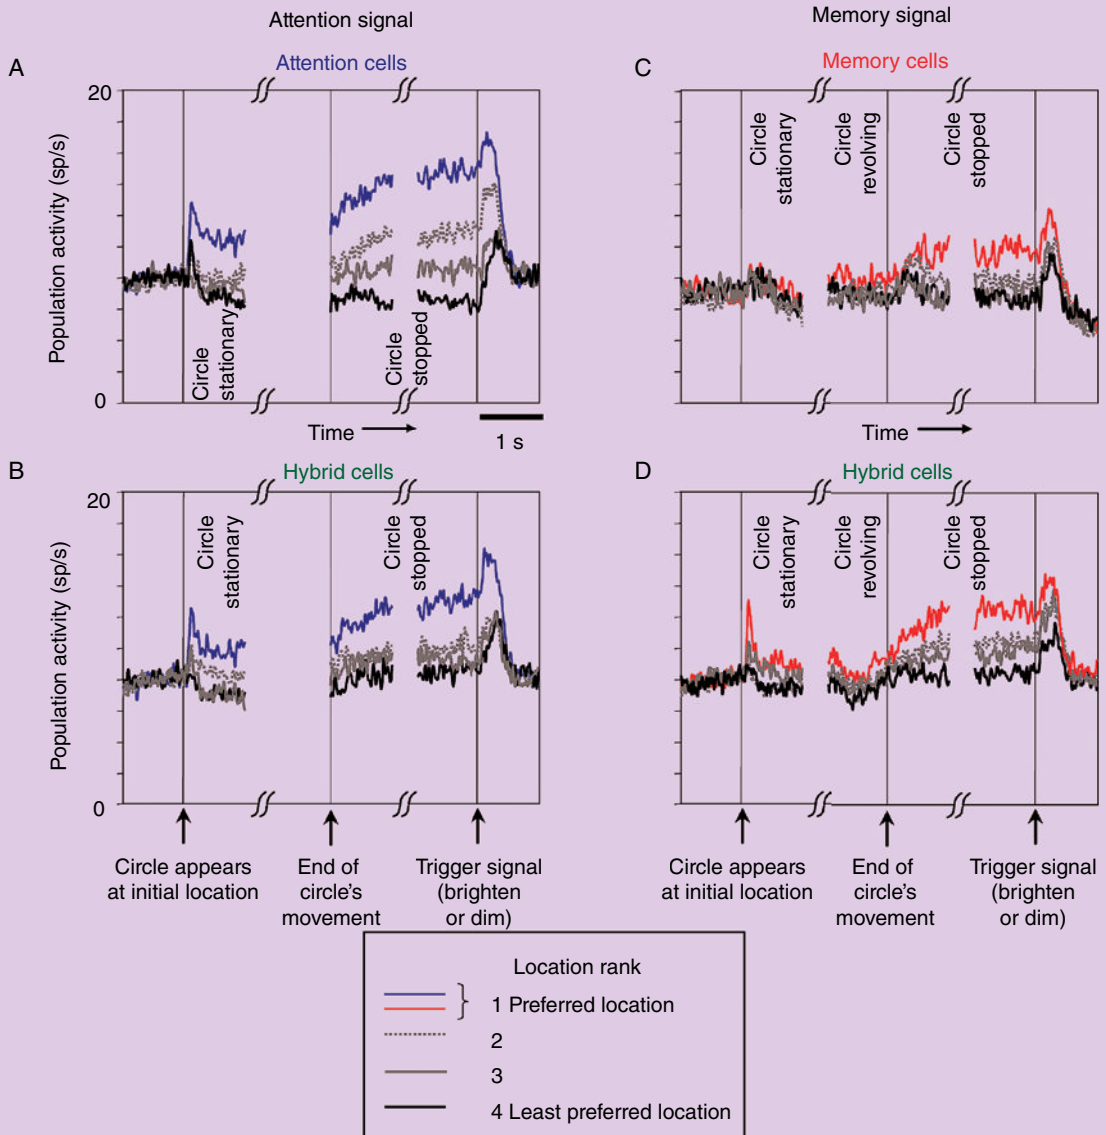 Attention signal
Memory signal
A
Attention cells
C
Memory cells
20
Population activity (sp/s)
0
Circle
stationary
Circle
stopped
Circle
stationary
Circle
revolving
Circle
stopped
Time
1 s
Time
B
Hybrid cells
D
Hybrid cells
20
Population activity (sp/s)
0
Circle
stationary
Circle
stopped
Circle
stationary
Circle
revolving
Circle
stopped
Circle appears
at initial location
End of
circle's
movement
Trigger signal
(brighten
or dim)
Circle appears
at initial location
End of
circle's
movement
Trigger signal
(brighten
or dim)
Location rank
1 Preferred location
2
3
4 Least preferred location